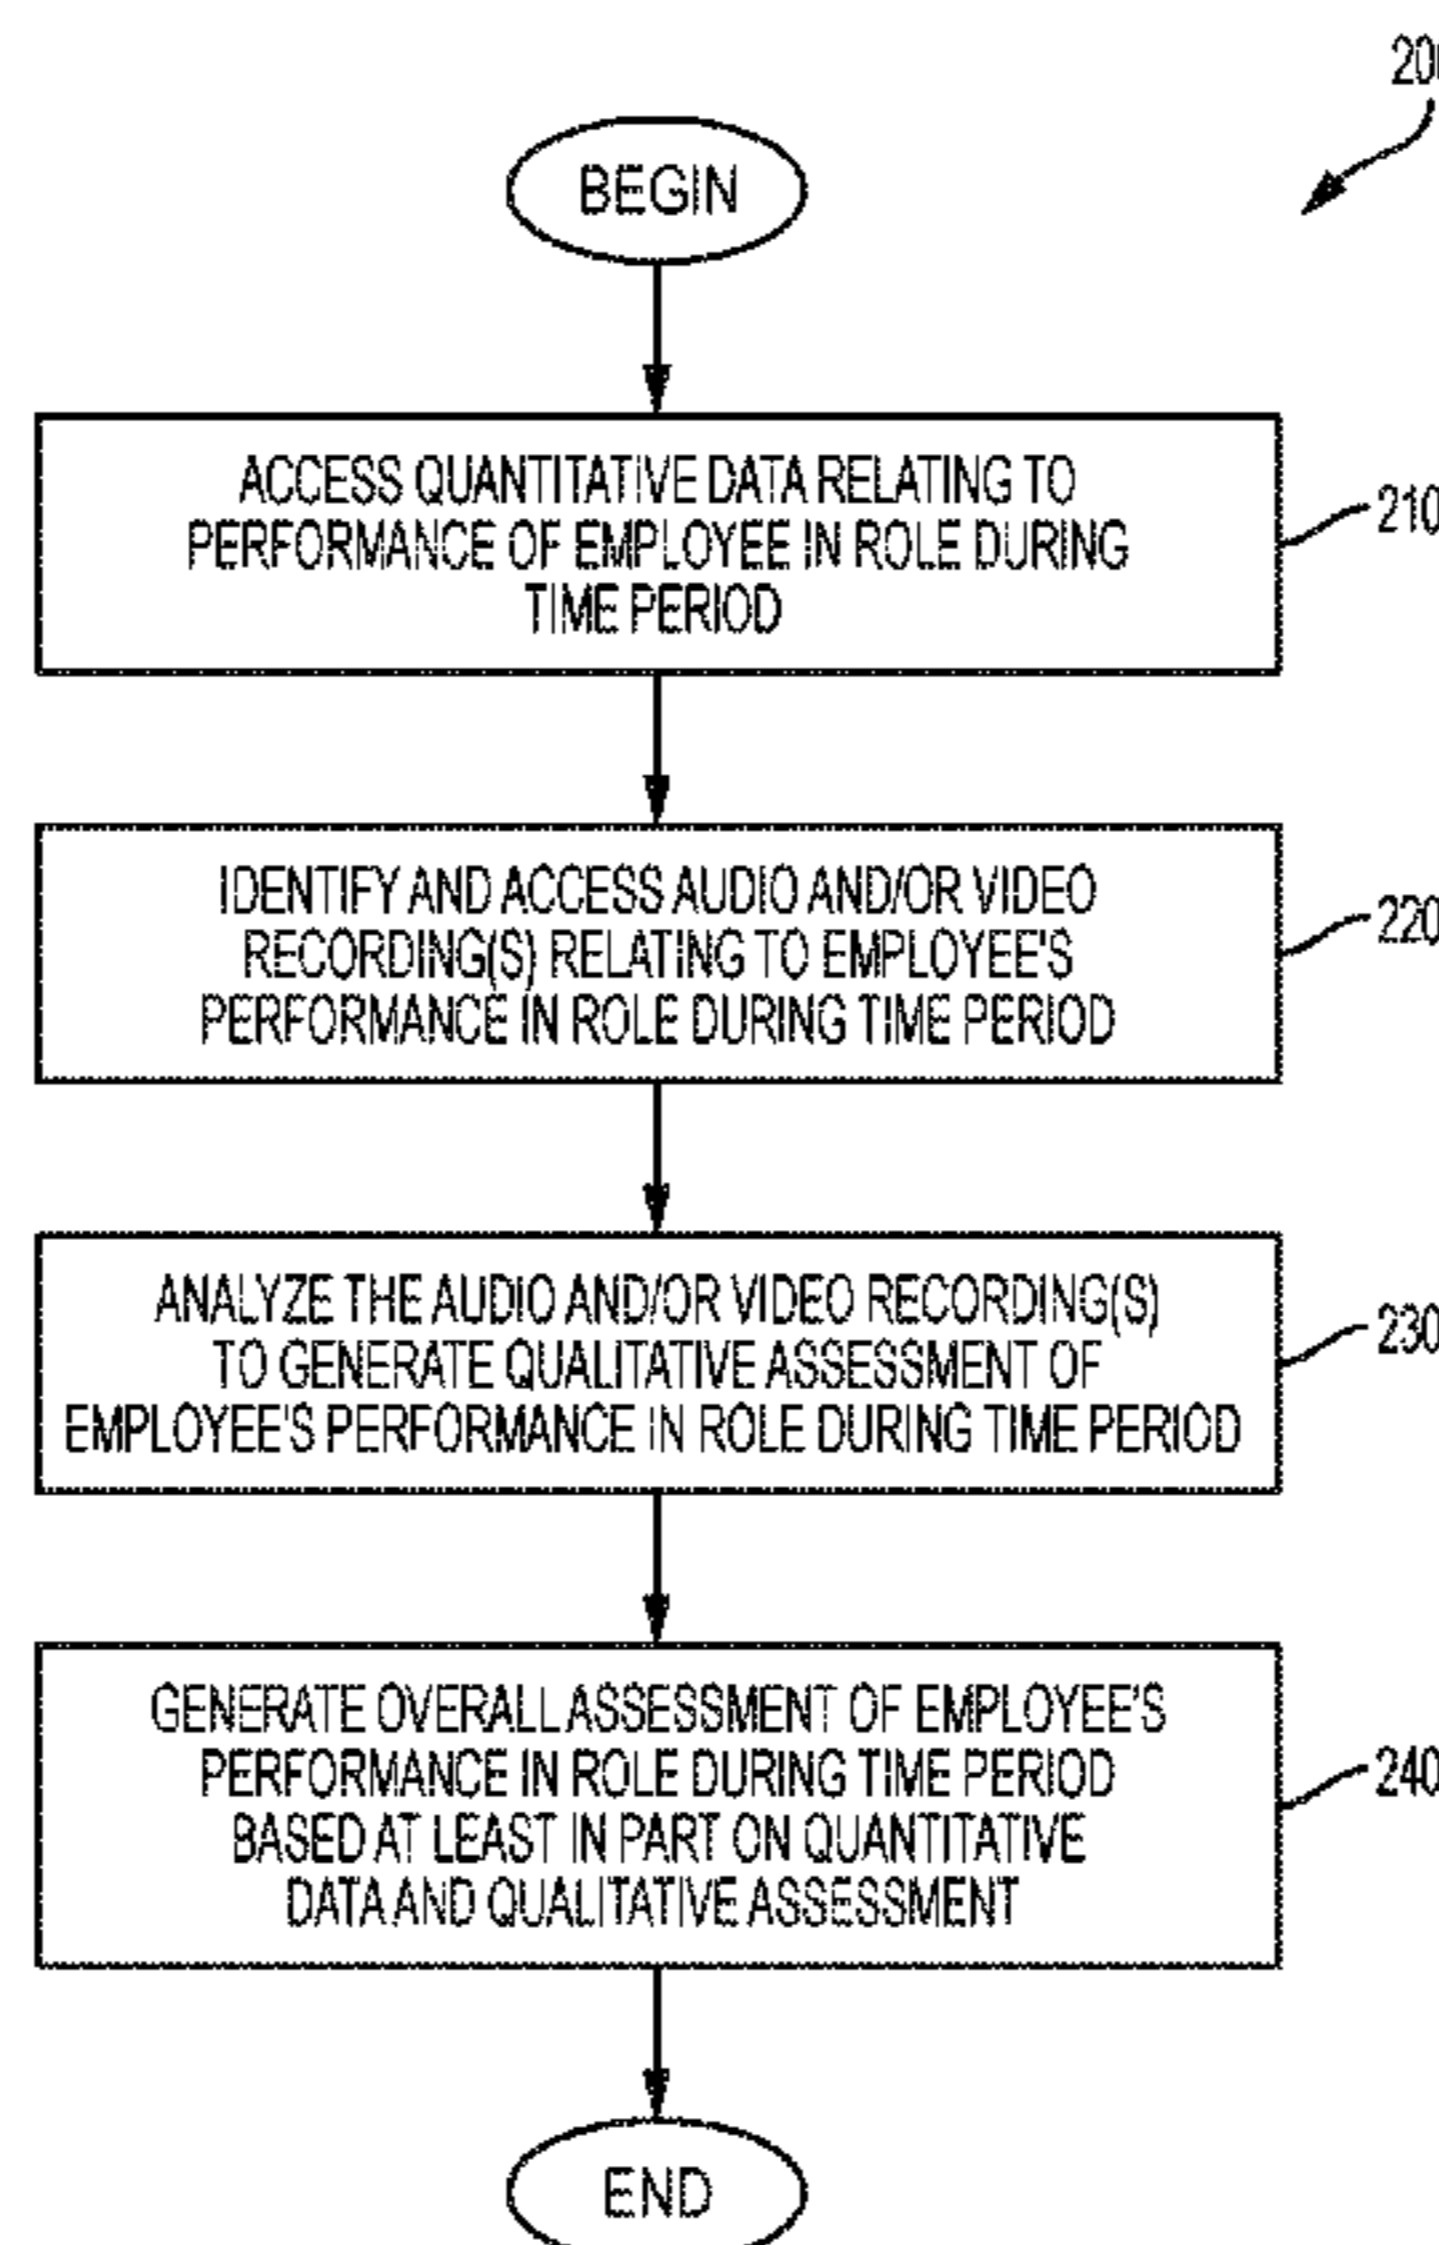 BEGIN
ACCESS QUANTITATIVE DATA RELATING TO
PERFORMANCE OF EMPLOYEE IN ROLE DURING
TIME PERIOD
210
IDENTIFY AND ACCESS AUDIO AND/OR VIDEO
RECORDING(S) RELATING TO EMPLOYEE'S
PERFORMANCE IN ROLE DURING TIME PERIOD
220
ANALYZE THE AUDIO AND/OR VIDEO RECORDING(S)
TO GENERATE QUALITATIVE ASSESSMENT OF
EMPLOYEE'S PERFORMANCE IN ROLE DURING TIME PERIOD
230
GENERATE OVERALL ASSESSMENT OF EMPLOYEE'S
PERFORMANCE IN ROLE DURING TIME PERIOD
BASED AT LEAST IN PART ON QUANTITATIVE
DATA AND QUALITATIVE ASSESSMENT
240
END